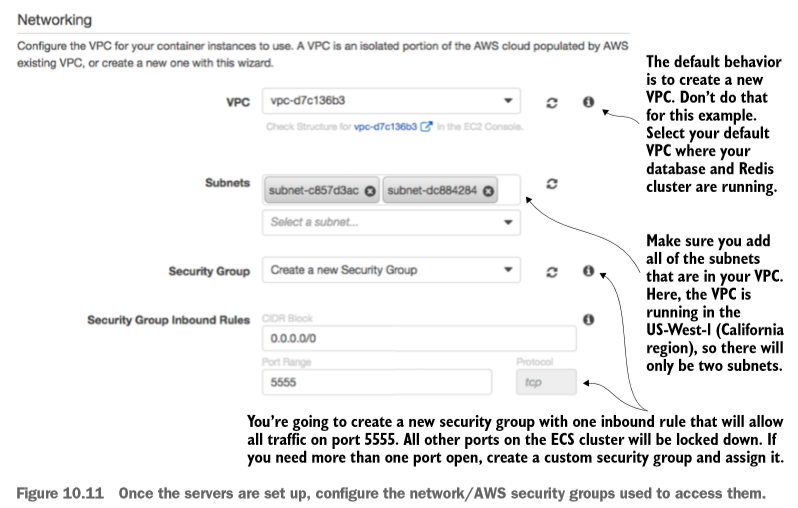 Networking
Configure the VPC for your container instances to use. A VPC is an isolated portion of the AWS cloud populated by AWS
existing VPC, or create a new one with this wizard.
VPC
vpc-d7c136b3
Check Structure for vpc-d7c136b3 in the EC2 Console.
The default behavior
is to create a new
VPC. Don't do that
for this example.
Select your default
VPC where your
database and Redis
cluster are running.
Subnets
subnet-c857d3ac
subnet-dc884284
Select a subnet...
Make sure you add
all of the subnets
that are in your VPC.
Here, the VPC is
running in the
US-West-1 (California
region), so there will
only be two subnets.
Security Group
Create a new Security Group
Security Group Inbound Rules
CIDR Block
0.0.0.0/0
Port Range
Protocol
5555
tcp
You're going to create a new security group with one inbound rule that will allow
all traffic on port 5555. All other ports on the ECS cluster will be locked down. If
you need more than one port open, create a custom security group and assign it.
Figure 10.11 Once the servers are set up, configure the network/AWS security groups used to access them.